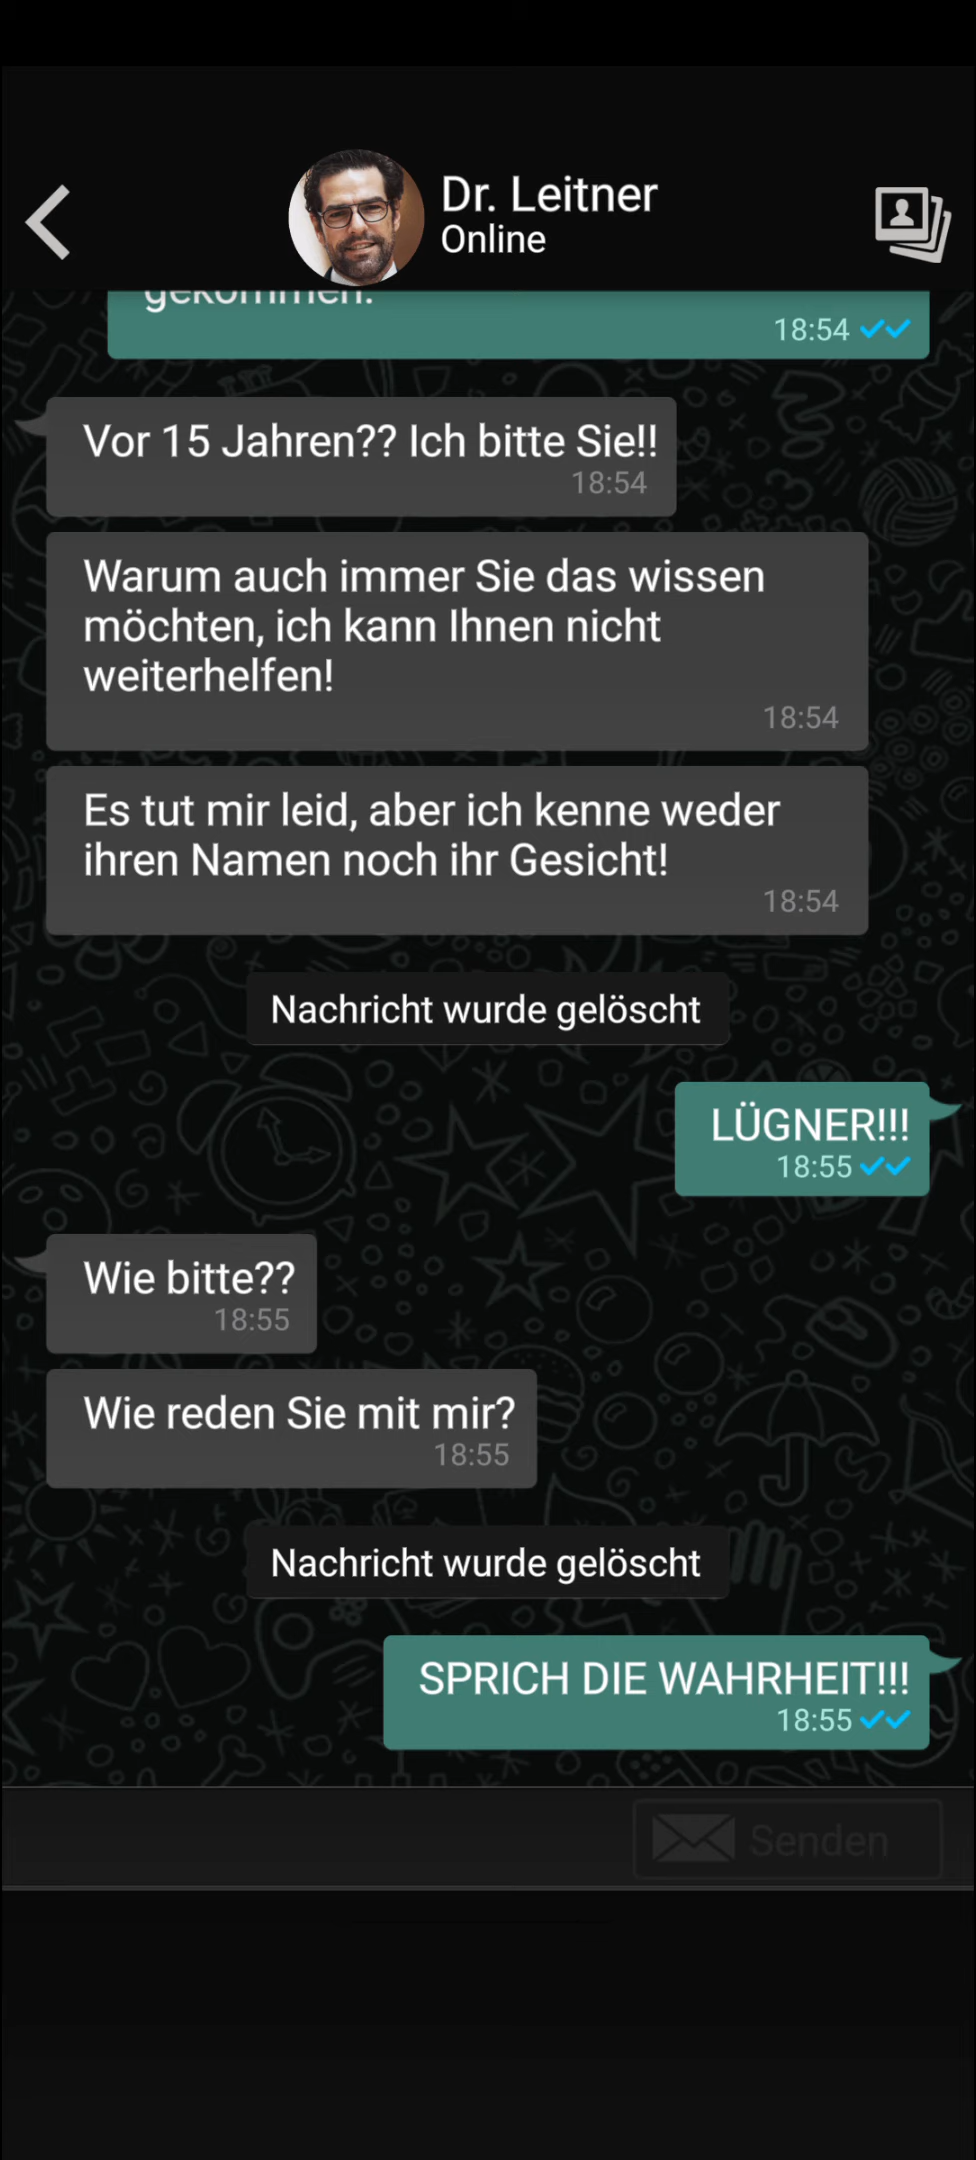 Dr. Leitner
Online
gekommen.
18:54
Vor 15 Jahren?? Ich bitte Sie!!
18:54
Warum auch immer Sie das wissen
möchten, ich kann Ihnen nicht
weiterhelfen!
18:54
Es tut mir leid, aber ich kenne weder
ihren Namen noch ihr Gesicht!
18:54
Nachricht wurde gelöscht
LÜGNER!!!
18:55
Wie bitte??
18:55
Wie reden Sie mit mir?
18:55
Nachricht wurde gelöscht
SPRICH DIE WAHRHEIT!!!
18:55
Senden